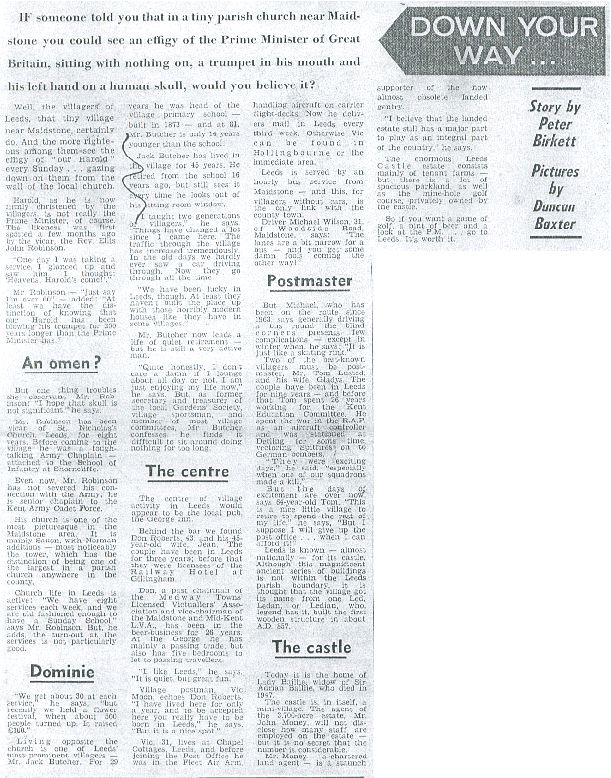 IF someone told you that in a tiny parish church near Maid-
stone you could see an effigy of the Prime Minister of Great
Britain, sitting with nothing on, a trumpet in his mouth and
his left hand on a human skull, would you believe it?
DOWN YOUR
WAY ...
Story by
Peter
Birkett
Pictures
by
Duncan
Baxter
Well, the villagers of
Leeds, that tiny village
near Maidstone, certainly
do. And the more righte-
ous among them see the
effigy of "our Harold"
every Sunday . . . gazing
down on them from the
wall of the local church.
Harold, as he is now
firmly christened by the
villagers, is not really the
Prime Minister, of course.
The likeness was first
spotted a few months ago
by the vicar, the Rev. Ellis
John Robinson.
"One day I was taking a
service. I glanced up and
saw him. I thought:
'Heavens, Harold's come!'."
Mr Robinson — "Just say
I'm over 60" — added: "At
least we have the dis-
tinction of knowing that
our Harold has been
blowing his trumpet for 300
years longer than the Prime
Minister has."
An omen?
But one thing troubles
the observant Mr. Rob-
inson: "I hope that skull is
not significant," he says.
Mr. Robinson has been
vicar of St. Nicholas's
Church, Leeds, for eight
years. Before coming to the
village he was a tough-
talking Army Chaplain
attached to the School of
Infantry at Shorncliffe.
Even now, Mr. Robinson
has not severed his con-
nection with the Army, he
is senior chaplain to the
Kent Army Cadet Force.
His church is one of the
most picturesque in the
Maidstone area. It is
mainly Saxon, with Norman
additions — most noticeably
the tower, which has the
distinction of being one of
the largest in a parish
church anywhere in the
county.
Church life in Leeds is
active: "We have eight
services each week, and we
are old fashioned enough to
have a Sunday School,"
says Mr. Robinson. But, he
adds, the turn-out at the
services is not particularly
good.
Dominie
"We get about 30 at each
service," he says, "but
recently we held a flower
festival, when about 500
people turned up. It raised
£100."
Living opposite the
church is one of Leeds'
most prominent villagers —
Mr. Jack Butcher. For 29
years he was head of the
village primary school —
built in 1873 — and at 81,
Mr. Butcher is only 14 years
younger than the school.
Jack Butcher has lived in
the village for 45 years. He
retired from the school 16
years ago, but still sees it
every time he looks out of
his sitting room window.
"I taught two generations
of villagers," he says.
"Things have changed a lot
since I came here. The
traffic through the village
has increased tremendously.
In the old days we hardly
ever saw a car driving
through. Now they go
through all the time
"We have been lucky in
Leeds, though. At least they
haven't built the place up
with those horribly modern
houses like they have in
some villages."
Mr. Butcher now leads a
life of quiet retirement —
but he is still a very active
man.
"Quite honestly, I don't
care a damn if I lounge
about all day or not. I am
just enjoying my life now,"
he says. But, as former
secretary and treasurer of
the local Gardens' Society,
village sportsman, and
member of most village
committees, Mr. Butcher
confesses he finds it
difficult to sit around doing
nothing for too long.
The centre
The centre of village
activity in Leeds would
appear to be the local pub,
the George Inn.
Behind the bar we found
Don Roberts, 63, and his 45-
year-old wife, Jean. The
couple have been in Leeds
for three years; before that
they were licensees of the
Railway Hotel at
Gillingham.
Don, a past chairman of
the Medway Towns
Licensed Victuallers' Asso-
ciation and vice-chairman of
the Maidstone and Mid-Kent
L.V.A., has been in the
beer-business for 26 years.
At the George he has
mainly a passing trade, but
also has five bedrooms to
let to passing travellers.
"I like Leeds," he says.
"It is quiet, but great fun."
Village postman, Vic
Moon, echoes Don Roberts.
"I have lived here for only
a year, and to be accepted
here you really have to be
born in Leeds," he says.
"But it is a nice spot."
Vic, 31, lives at Chapel
Cottages, Leeds, and before
joining the Post Office he
was in the Fleet Air Arm,
handling aircraft on carrier
flight-decks. Now he deliv-
ers mail in Leeds every
third week. Otherwise Vic
can be found in
Hollingbourne or the
immediate area.
Leeds is served by an
hourly bus service from
Maidstone — and this, for
villagers without cars, is
the only link with the
county town.
Driver Michael Wilson, 31,
Woodside Road,
Maidstone, says: "The
lanes are a bit narrow for a
bus — and you get some
damn fools coming the
other way!"
Postmaster
But Michael, who has
been on the route since
1963, says generally driving
a bus round the blind
corners presents few
complications — except in
winter when, he says: "It is
just like a skating rink."
Two of the best-known
villagers must be post-
master, Mr. Tom
and his wife, Gladys. The
couple have been in Leeds
for nine years — and before
that Tom spent 26 years
working for the Kent
Education Committee. He
spent the war in the R.A.F.
as an aircraft controller
and was stationed at
Detling for some time,
vectoring Spitfires on to
German bombers.
"They were exciting
days," he said, "especially
when one of our squadrons
made a kill."
But the days of
excitement are over now,
says 56-year-old Tom. "This
is a nice little village to
retire to spend the rest of
my life," he says, "But I
suppose I will give up the
post office . . . when I can
afford it!"
Leeds is known — almost
nationally — for its castle.
Although this magnificent
ancient series of buildings
is not within the Leeds
parish boundary, it is
thought that the village got
its name from one Led,
Ledan, or Ledian, who,
legend has it, built the first
wooden structure in about
A.D. 857.
The castle
Today it is the home of
Lady Baillie, widow of Sir
Adrian Baillie, who died in
1947.
The castle is, in itself, a
mini-village. The agent of
the 3,700-acre estate, Mr.
John Money, will not dis-
close how many staff are
employed on the estate —
but it is no secret that the
number is considerable.
Mr. Money — a chartered
land agent — is a staunch
supporter of the now
almost obsolete landed
gentry.
"I believe that the landed
estate still has a major part
to play as an integral part
of the country," he says.
The enormous Leeds
Castle estate consists
mainly of tenant farms —
but there is a lot of
spacious parkland, as well
as the nine-hole golf
course, privately owned by
the castle.
So if you want a game of
golf, a pint of beer and a
look at the P.M. . . . go to
Leeds. It's worth it.